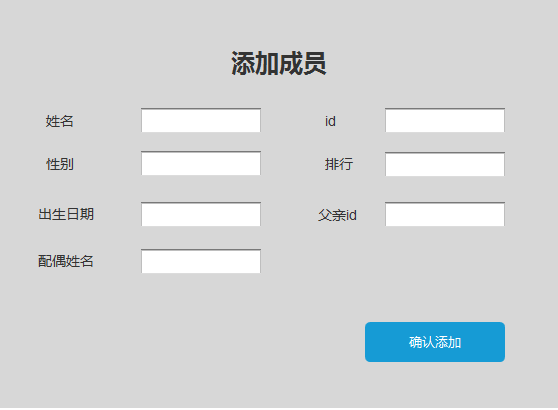 添加成员
姓名 id
性别 排行
出生日期 父亲id
配偶姓名
确认添加